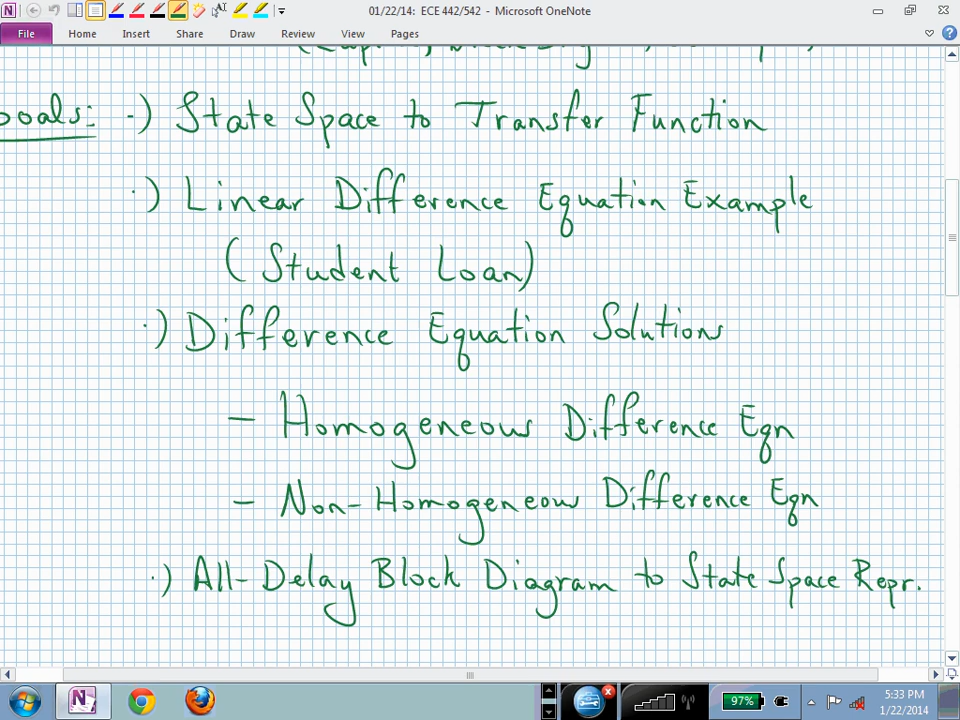 01/22/14: ECE 442/542 - Microsoft OneNote
File Home Insert Share Draw Review View Pages
oals: ·) State Space to Transfer Function
·) Linear Difference Equation Example
(Student Loan)
·) Difference Equation Solutions
- Homogeneous Difference Eqn
- Non-Homogeneous Difference Eqn
·) All-Delay Block Diagram to State Space Repr.
97%
5:33 PM
1/22/2014